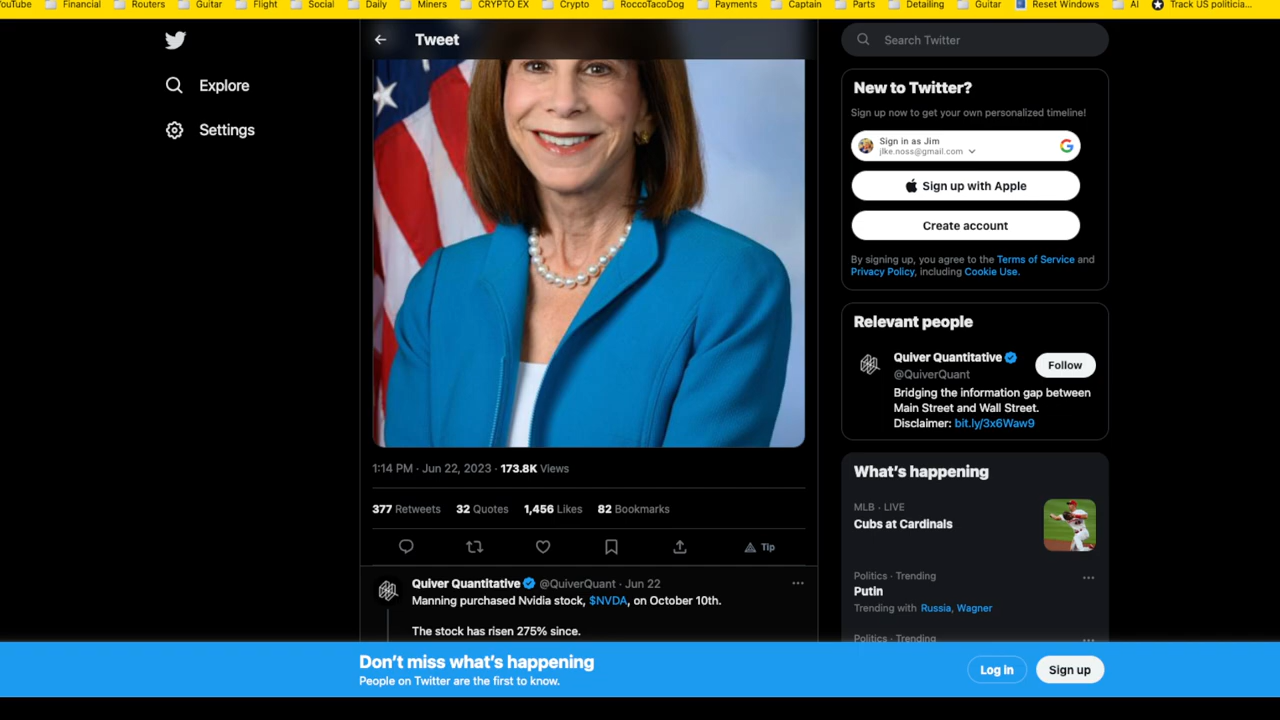 YouTube Financial Routers Guitar Flight Social Daily Miners CRYPTO EX Crypto RoccoTacoDog Payments Captain Parts Detailing Guitar Reset Windows AI Track US politicia...
Tweet
Search Twitter
Explore
Settings
New to Twitter?
Sign up now to get your own personalized timeline!
Sign in as Jim
jlke.noss@gmail.com
Sign up with Apple
Create account
By signing up, you agree to the Terms of Service and
Privacy Policy, including Cookie Use.
Relevant people
Quiver Quantitative
@QuiverQuant
Follow
Bridging the information gap between
Main Street and Wall Street.
Disclaimer: bit.ly/3x6Waw9
1:14 PM · Jun 22, 2023 · 173.8K Views
377 Retweets 32 Quotes 1,456 Likes 82 Bookmarks
Tip
Quiver Quantitative @QuiverQuant · Jun 22
Manning purchased Nvidia stock, $NVDA, on October 10th.
The stock has risen 275% since.
What's happening
MLB · LIVE
Cubs at Cardinals
Politics · Trending
Putin
Trending with Russia, Wagner
Politics · Trending
Don't miss what's happening
People on Twitter are the first to know.
Log in
Sign up